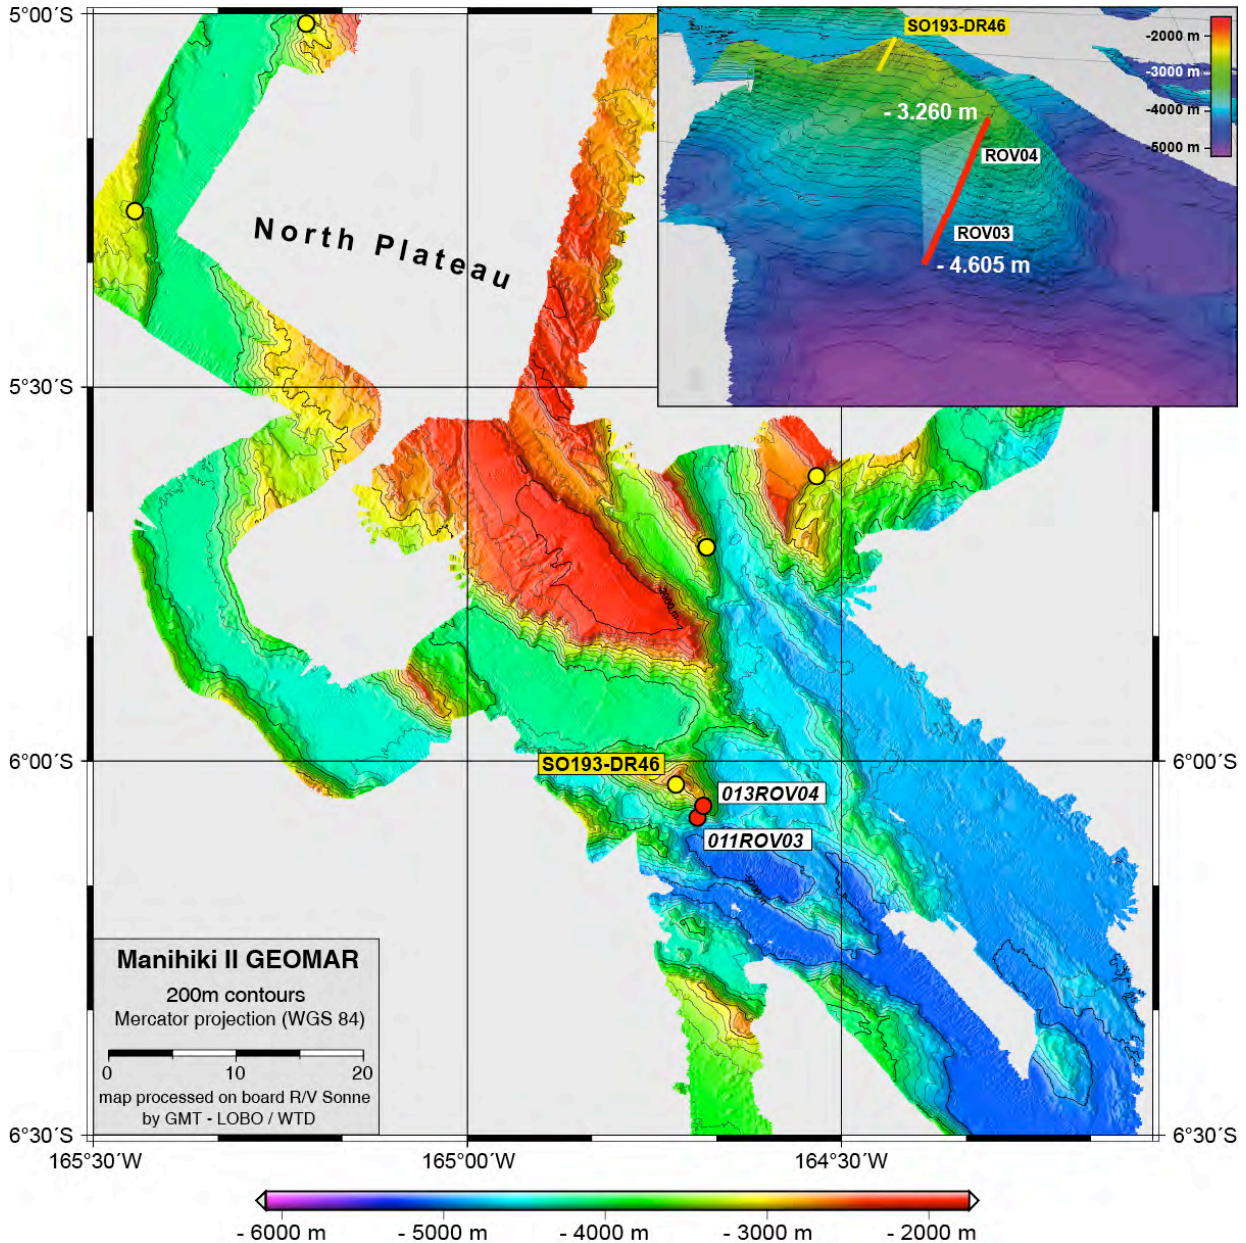 5°00´S
SO193-DR46
-2000 m
-3000 m
-4000 m
-5000 m
- 3.260 m
ROV04
ROV03
- 4.605 m
North Plateau
5°30´S
3000 m
6°00´S
6°00´S
SO193-DR46
013ROV04
011ROV03
5000 m
Manihiki II GEOMAR
200m contours
Mercator projection (WGS 84)
0 10 20
map processed on board R/V Sonne
by GMT - LOBO / WTD
6°30´S
6°30´S
165°30´W 165°00´W 164°30´W
- 6000 m - 5000 m - 4000 m - 3000 m - 2000 m